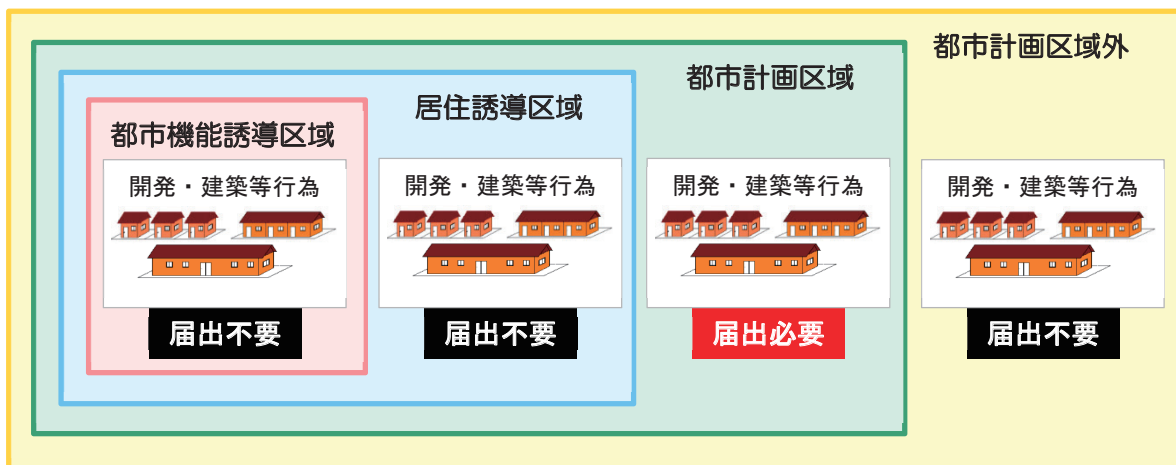 都市計画区域外
都市計画区域
居住誘導区域
都市機能誘導区域
開発・建築等行為
届出不要
開発・建築等行為
届出不要
開発・建築等行為
届出必要
開発・建築等行為
届出不要